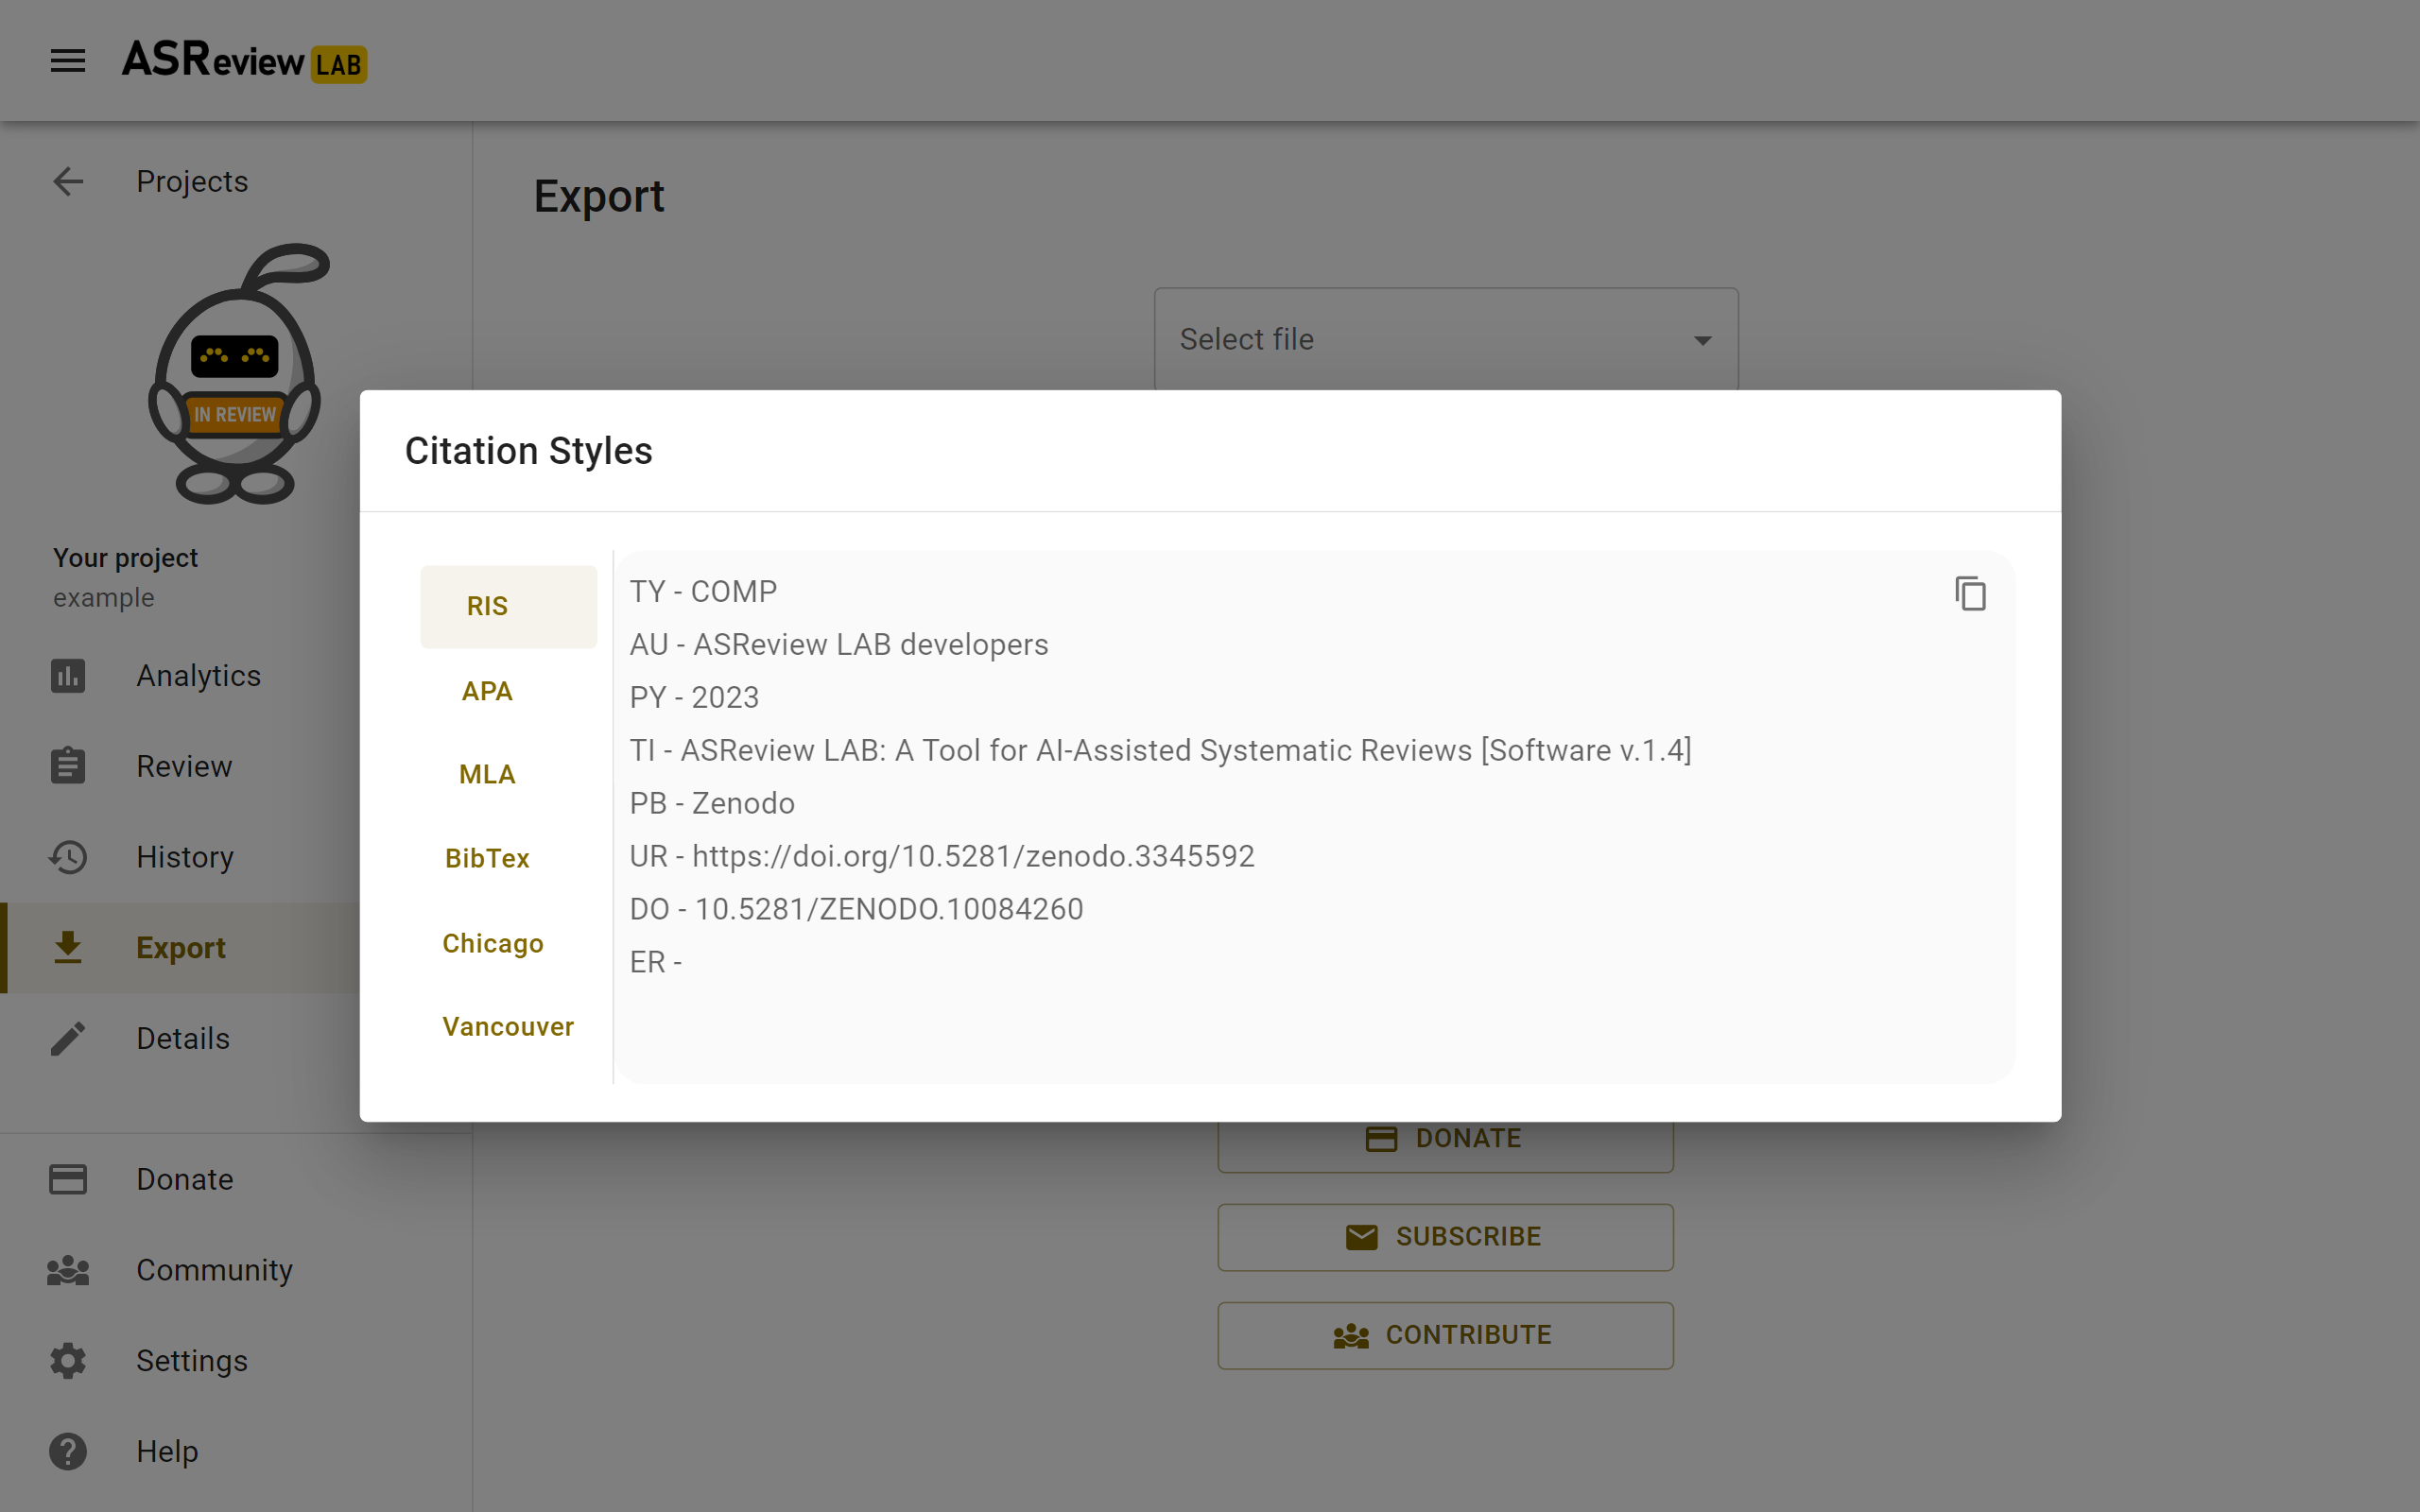 ASReview LAB
Projects
IN REVIEW
Your project
example
Analytics
Review
History
Export
Details
Donate
Community
Settings
Help
Export
Select file
Citation Styles
RIS
APA
MLA
BibTex
Chicago
Vancouver
TY - COMP
AU - ASReview LAB developers
PY - 2023
TI - ASReview LAB: A Tool for AI-Assisted Systematic Reviews [Software v.1.4]
PB - Zenodo
UR - https://doi.org/10.5281/zenodo.3345592
DO - 10.5281/ZENODO.10084260
ER -
DONATE
SUBSCRIBE
CONTRIBUTE